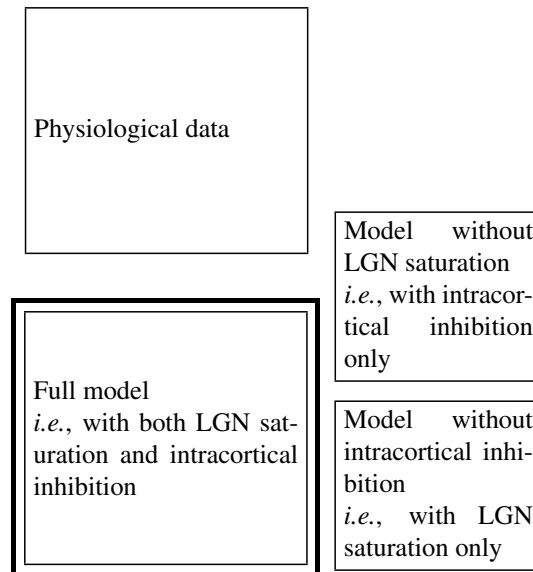 Physiological data
Model without
LGN saturation
i.e., with intracor-
tical inhibition
only
Full model
i.e., with both LGN sat-
uration and intracortical
inhibition
Model without
intracortical inhi-
bition
i.e., with LGN
saturation only